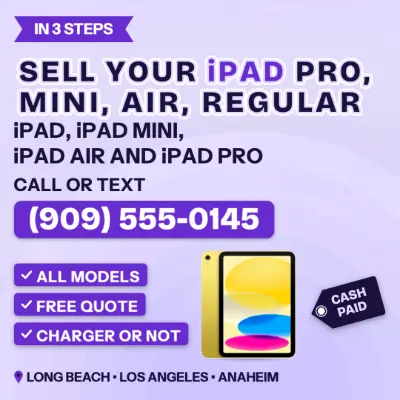 IN 3 STEPS
SELL YOUR iPAD PRO,
MINI, AIR, REGULAR
iPAD, iPAD MINI,
iPAD AIR AND iPAD PRO
CALL OR TEXT
(909) 555-0145
ALL MODELS
FREE QUOTE
CHARGER OR NOT
CASH
PAID
LONG BEACH • LOS ANGELES • ANAHEIM